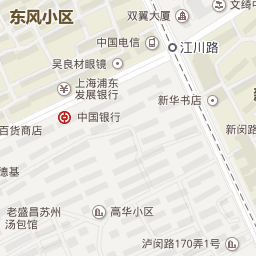 双翼大厦
文绮
东风小区
中国电信
江川路
吴良材眼镜
上海浦东
发展银行
新华书店
中国银行
百货商店
新闵路
德基
老盛昌苏州
汤包馆
高华小区
泸闵路170弄1号